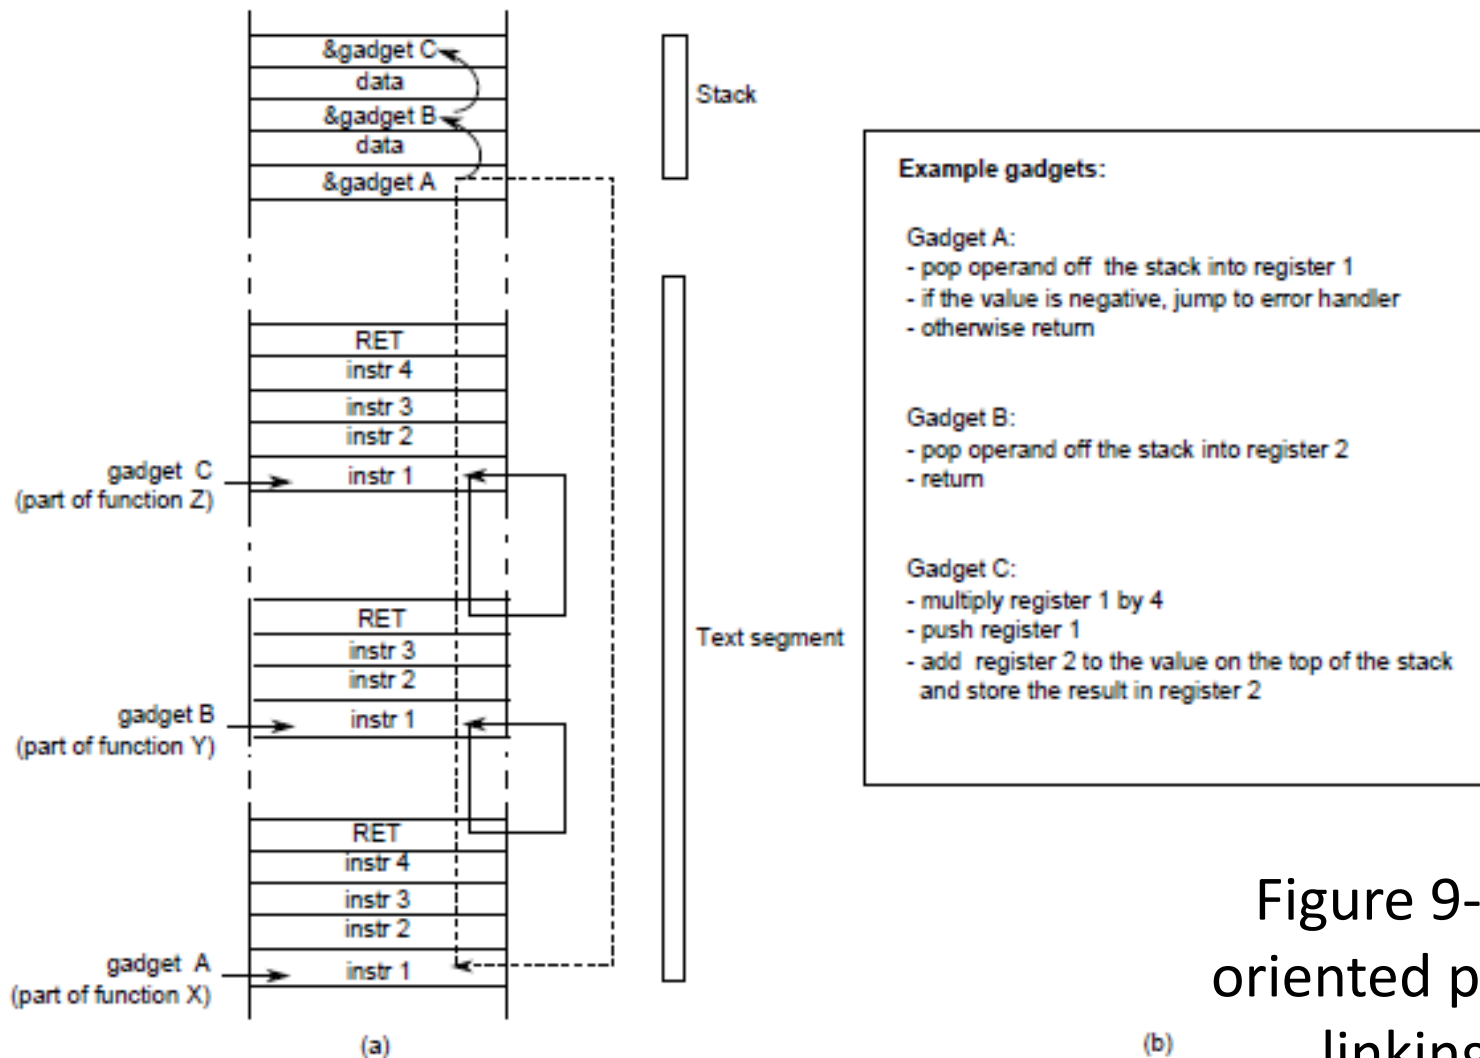 &gadget C
data
&gadget B
data
&gadget A
Stack
RET
instr 4
instr 3
instr 2
instr 1
gadget C
(part of function Z)
RET
instr 3
instr 2
instr 1
gadget B
(part of function Y)
Text segment
RET
instr 4
instr 3
instr 2
instr 1
gadget A
(part of function X)
(a)
Example gadgets:
Gadget A:
- pop operand off the stack into register 1
- if the value is negative, jump to error handler
- otherwise return
Gadget B:
- pop operand off the stack into register 2
- return
Gadget C:
- multiply register 1 by 4
- push register 1
- add register 2 to the value on the top of the stack
and store the result in register 2
(b)
Figure 9-
oriented p
linking